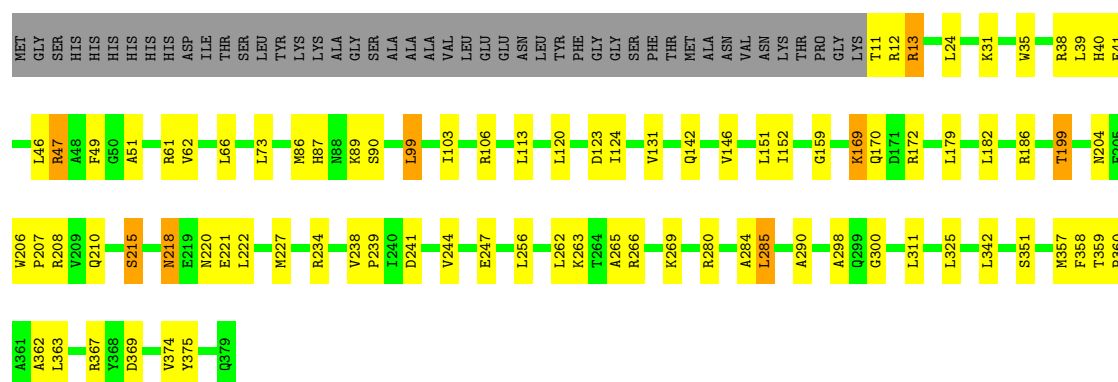 MET GLY SER HIS HIS HIS HIS HIS HIS ASP ILE THR SER LEU TYR LYS LYS ALA GLY SER ALA ALA ALA VAL LEU GLU GLU ASN LEU TYR PHE GLY GLY SER PHE THR MET ALA SER VAL ASN LYS THR PRO GLY LYS T11 R12 R13 L24 K31 W35 R38 L39 H40 E41
L46 R47 A48 F49 G50 A51 R61 V62 L66 L73 M86 H87 N88 K89 S90 L99 I103 R106 L113 L120 D123 I124 V131 Q142 V146 L151 I152 G159 K169 Q170 D171 R172 L179 L182 R186 T199 N204 E205
W206 P207 R208 V209 Q210 S215 N218 E219 N220 E221 L222 M227 R234 V238 P239 I240 D241 V244 E247 L256 L262 K263 T264 A265 R266 K269 R280 A284 L285 A290 A298 Q299 G300 L311 L325 L342 S351 M357 F358 T359
A361 A362 L363 R367 Y368 D369 V374 Y375 Q379